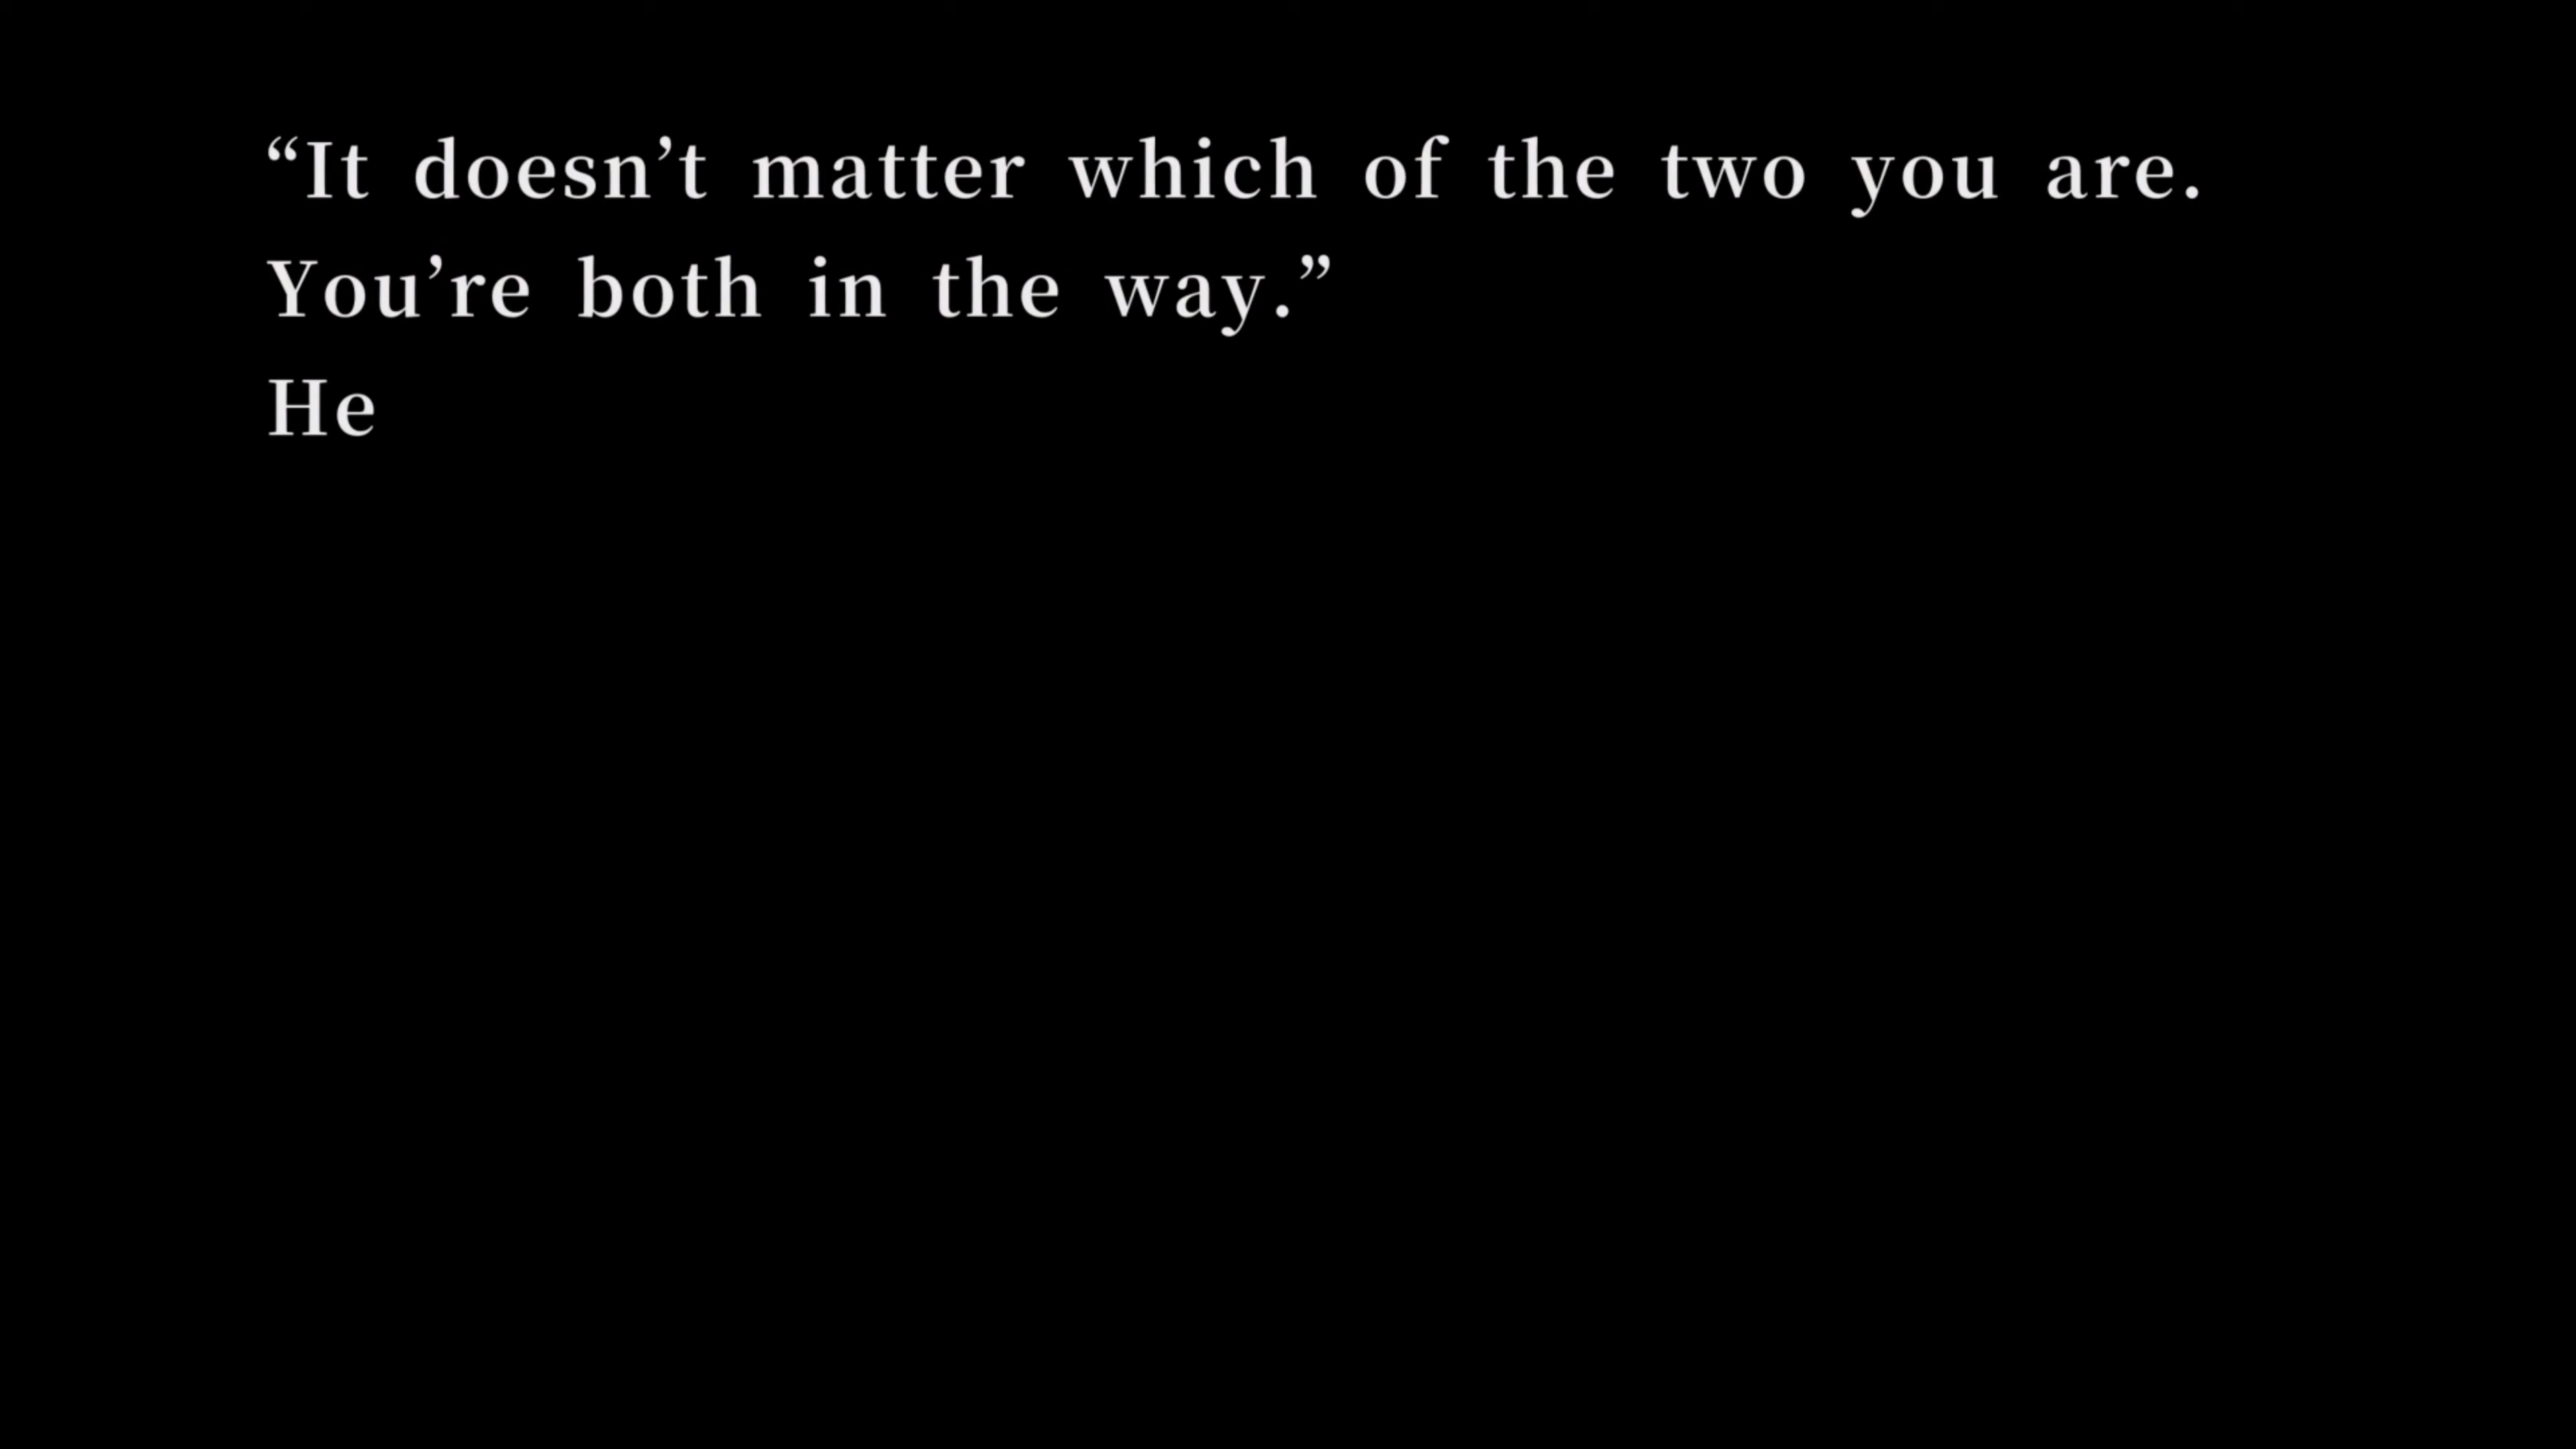 “It doesn’t matter which of the two you are.
You’re both in the way.”
He